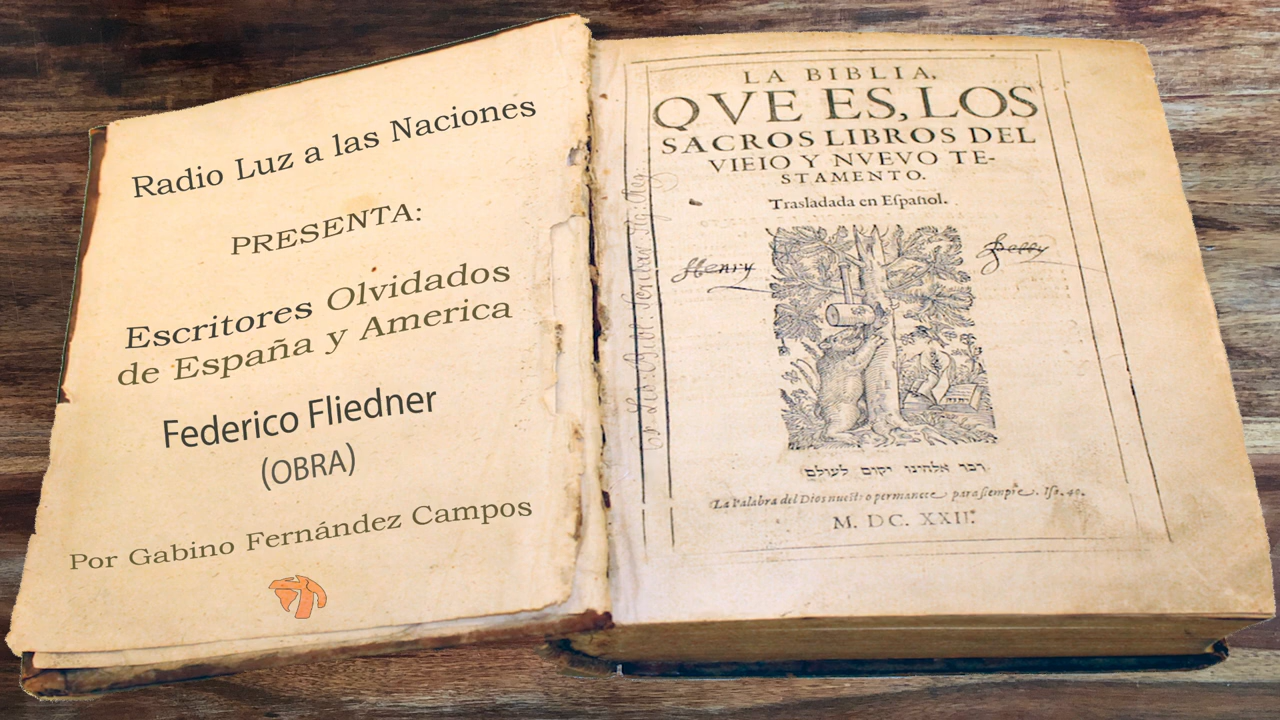 Radio Luz a las Naciones
PRESENTA:
Escritores Olvidados
de España y America
Federico Fliedner
(OBRA)
Por Gabino Fernández Campos
LA BIBLIA,
QVE ES, LOS
SACROS LIBROS DEL
VIEIO Y NVEVO TE-
STAMENTO.
Trasladada en Español.
Henry
דבר אלהינו יקום לעולם
La Palabra del Dios nuestro permanece para siempre. Isa. 40.
M. DC. XXII.